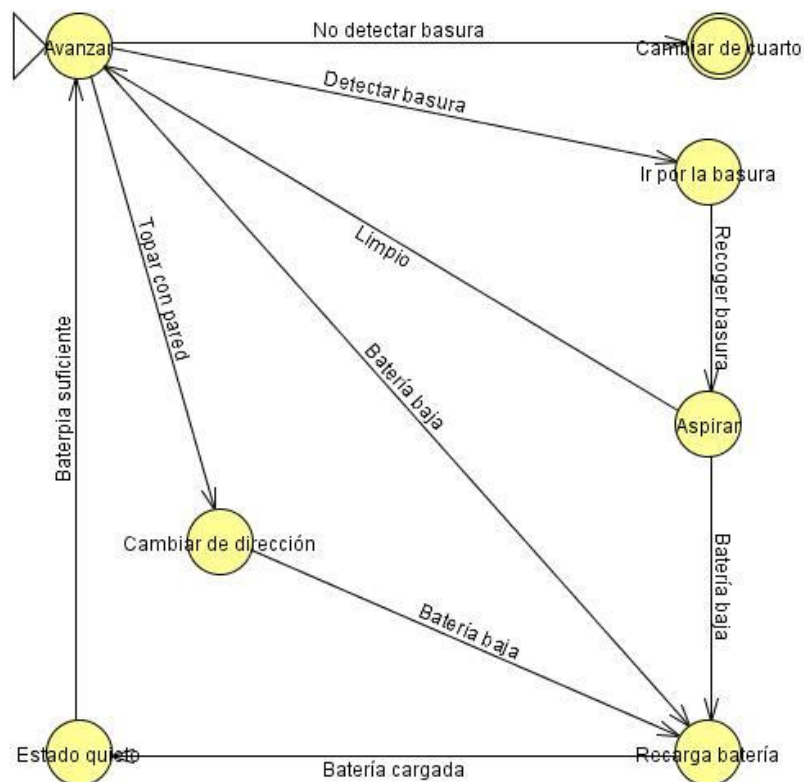 No detectar basura
Avanzar
Cambiar de cuarto
Detectar basura
Ir por la basura
Topar con pared
Limpio
Recoger basura
Baterpia suficiente
Batería baja
Aspirar
Cambiar de dirección
Batería baja
Batería baja
Estado quieto
Recarga batería
Batería cargada